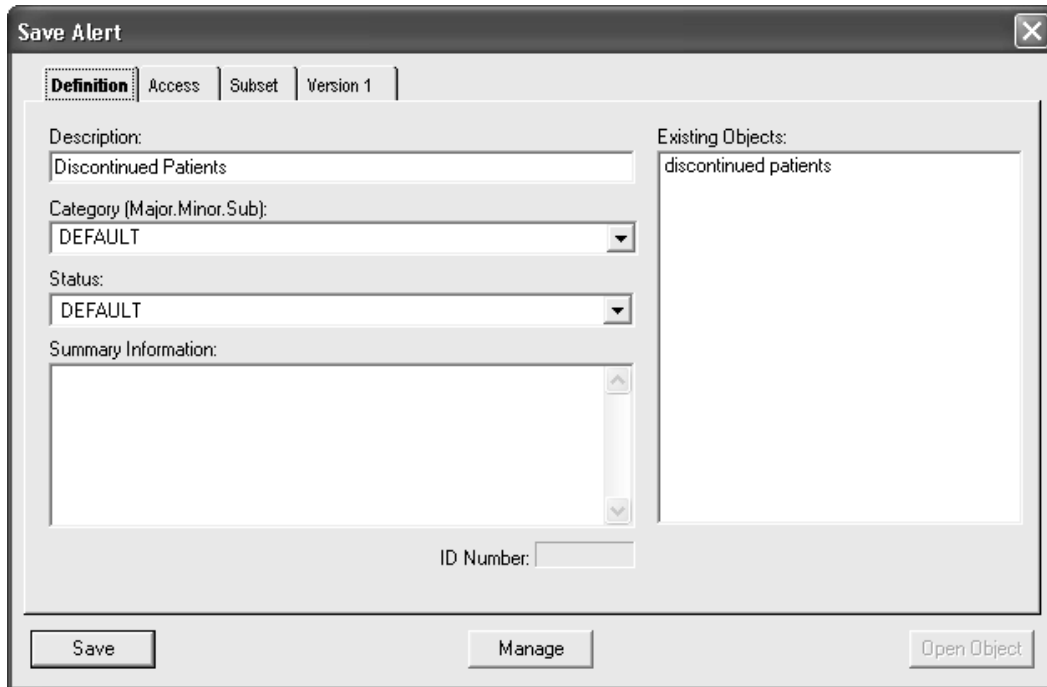 Save Alert
Definition Access Subset Version 1
Description:
Discontinued Patients
Category (Major.Minor.Sub):
DEFAULT
Status:
DEFAULT
Summary Information:
ID Number:
Existing Objects:
discontinued patients
Save Manage Open Object